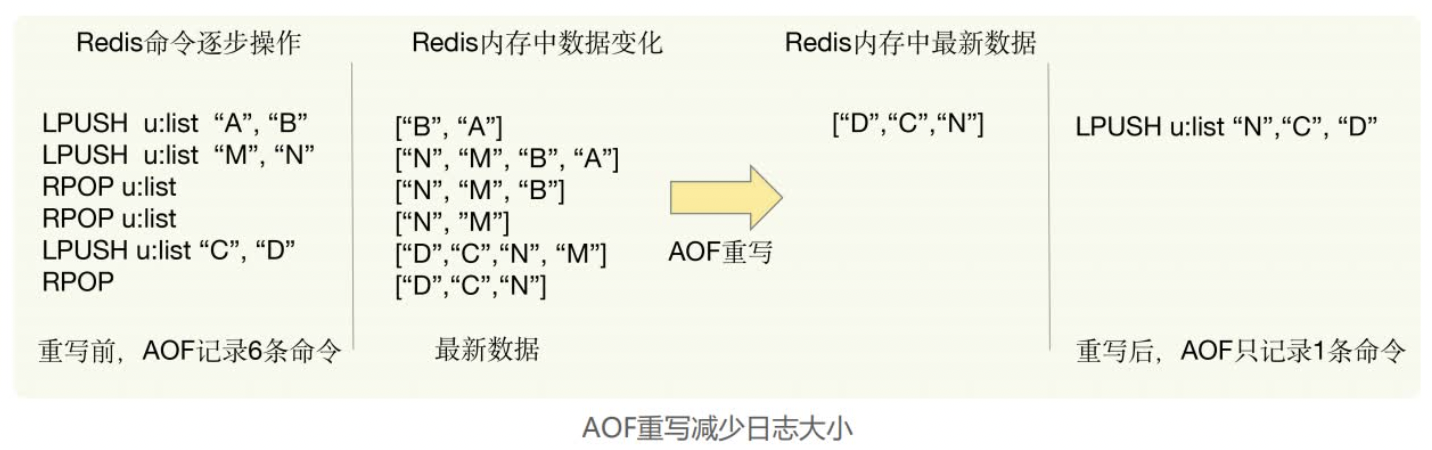 Redis命令逐步操作
LPUSH u:list “A”, “B”
LPUSH u:list “M”, “N”
RPOP u:list
RPOP u:list
LPUSH u:list “C”, “D”
RPOP
重写前，AOF记录6条命令
Redis内存中数据变化
[“B”, “A”]
[“N”, “M”, “B”, “A”]
[“N”, “M”, “B”]
[“N”, ”M”]
[“D”,“C”,“N”, “M”]
[“D”,“C”,“N”]
最新数据
AOF重写
Redis内存中最新数据
[“D”,“C”,“N”]
LPUSH u:list “N”,“C”, “D”
重写后，AOF只记录1条命令
AOF重写减少日志大小